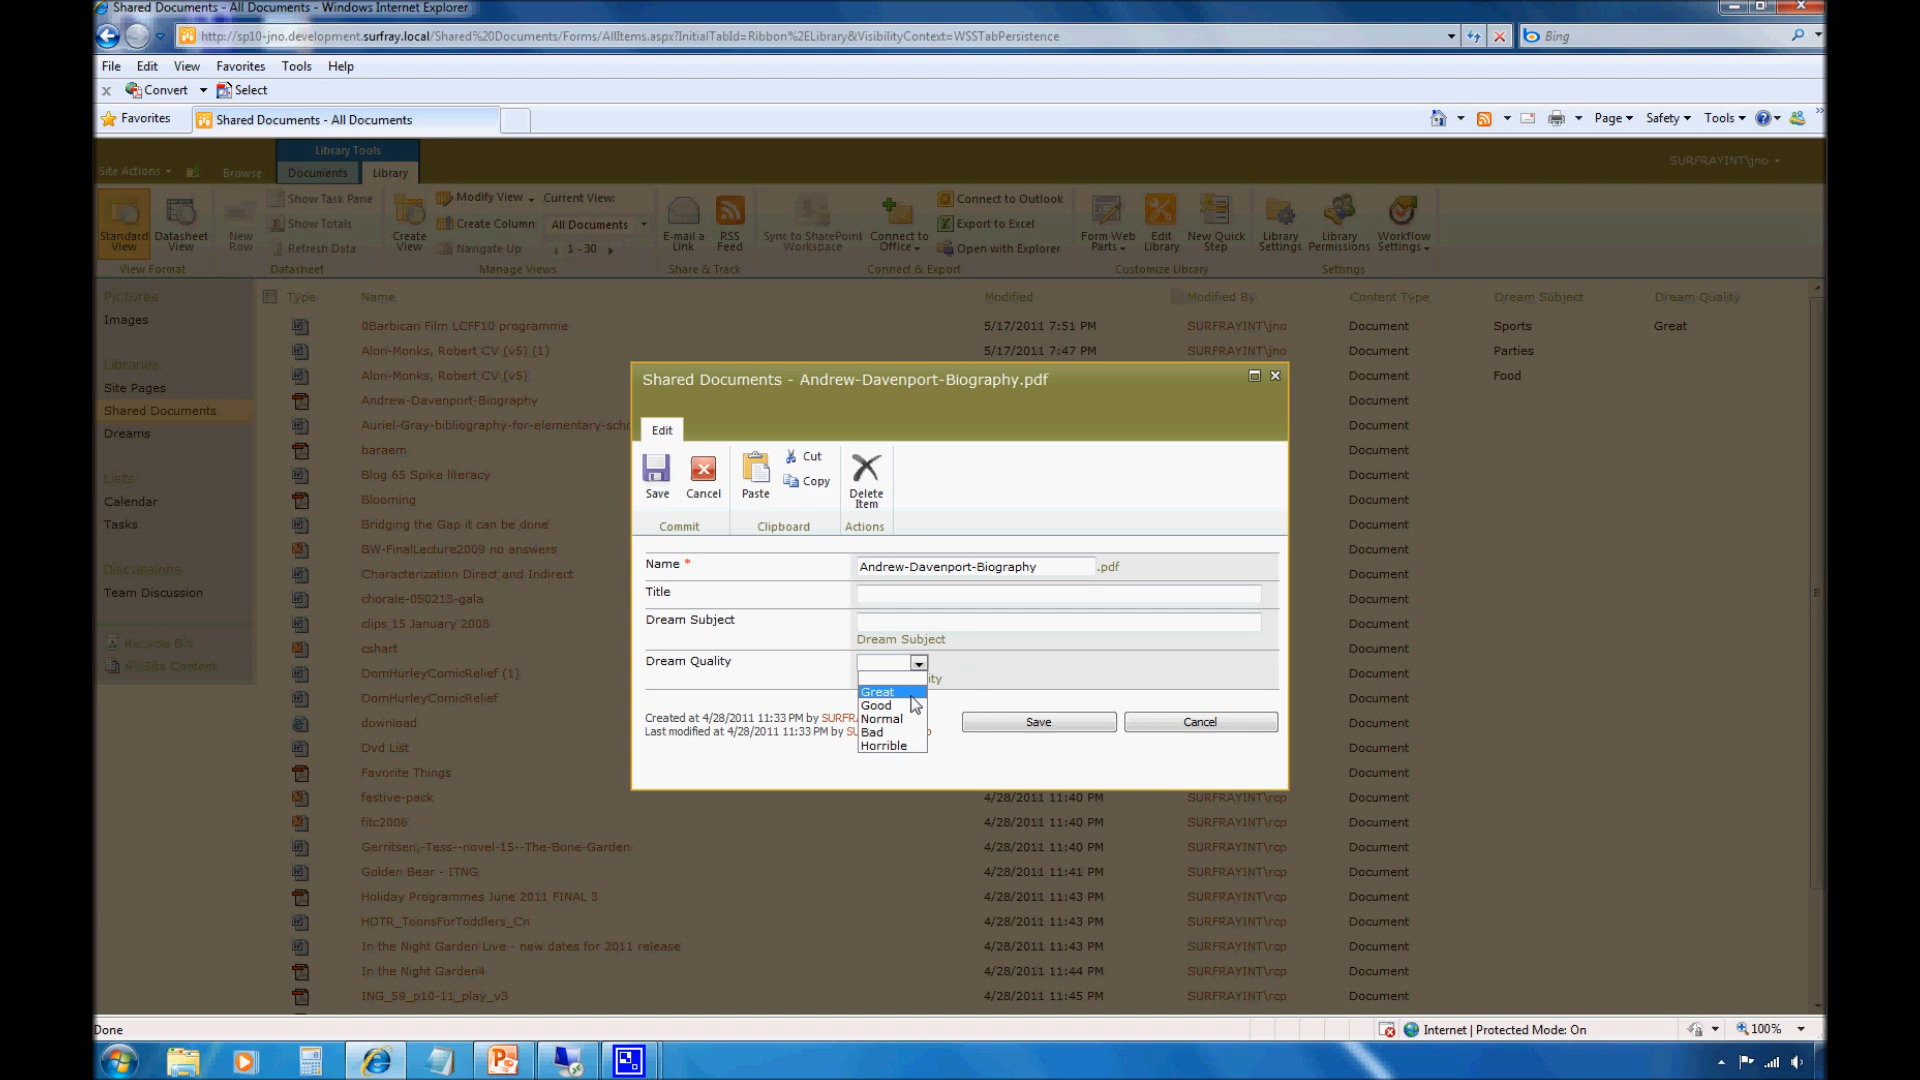 Shared Documents - All Documents - Windows Internet Explorer
http://sp10-jno.development.surfray.local/Shared%20Documents/Forms/AllItems.aspx?InitialTabId=Ribbon%2ELibrary&VisibilityContext=WSSTabPersistence
Bing
File Edit View Favorites Tools Help
x Convert Select
Favorites Shared Documents - All Documents Page Safety Tools
Library Tools
SURFRAYINT\jno
Site Actions Browse Documents Library
Standard View Datasheet View New Row Show Task Pane Show Totals Refresh Data Create View Modify View Create Column Navigate Up Current View: All Documents 1 - 30 E-mail a Link RSS Feed Sync to SharePoint Workspace Connect to Office Connect to Outlook Export to Excel Open with Explorer Form Web Parts Edit Library New Quick Step Library Settings Library Permissions Workflow Settings
View Format Datasheet Manage Views Share & Track Connect & Export Customize Library Settings
Pictures
Images
Libraries
Site Pages
Shared Documents
Dreams
Lists
Calendar
Tasks
Discussions
Team Discussion
Recycle Bin
All Site Content
Type Name Modified Modified By Content Type Dream Subject Dream Quality
0Barbican Film LCFF10 programme 5/17/2011 7:51 PM SURFRAYINT\jno Document Sports Great
Alon-Monks, Robert CV (v5) (1) 5/17/2011 7:47 PM SURFRAYINT\jno Document Parties
Alon-Monks, Robert CV (v5) Document Food
Andrew-Davenport-Biography Document
Auriel-Gray-bibliography-for-elementary-scho Document
baraem Document
Blog 65 Spike literacy Document
Blooming Document
Bridging the Gap it can be done Document
BW-FinalLecture2009 no answers Document
Characterization Direct and Indirect Document
chorale-050213-gala Document
clips_15 January 2008 Document
cshart Document
DomHurleyComicRelief (1) Document
DomHurleyComicRelief Document
download Document
Dvd List Document
Favorite Things Document
festive-pack 4/28/2011 11:40 PM SURFRAYINT\rcp Document
fitc2006 4/28/2011 11:40 PM SURFRAYINT\rcp Document
Gerritsen,-Tess--novel-15--The-Bone-Garden 4/28/2011 11:40 PM SURFRAYINT\rcp Document
Golden Bear - ITNG 4/28/2011 11:41 PM SURFRAYINT\rcp Document
Holiday Programmes June 2011 FINAL 3 4/28/2011 11:43 PM SURFRAYINT\rcp Document
HOTR_ToonsForToddlers_Cn 4/28/2011 11:43 PM SURFRAYINT\rcp Document
In the Night Garden Live - new dates for 2011 release 4/28/2011 11:43 PM SURFRAYINT\rcp Document
In the Night Garden4 4/28/2011 11:44 PM SURFRAYINT\rcp Document
ING_59_p10-11_play_v3 4/28/2011 11:45 PM SURFRAYINT\rcp Document
Shared Documents - Andrew-Davenport-Biography.pdf
Edit
Save Cancel Paste Cut Copy Delete Item
Commit Clipboard Actions
Name * Andrew-Davenport-Biography .pdf
Title
Dream Subject
Dream Subject
Dream Quality
ity
Great
Good
Normal
Bad
Horrible
Created at 4/28/2011 11:33 PM by SURFR
Last modified at 4/28/2011 11:33 PM by SU
Save Cancel
Done Internet | Protected Mode: On 100%